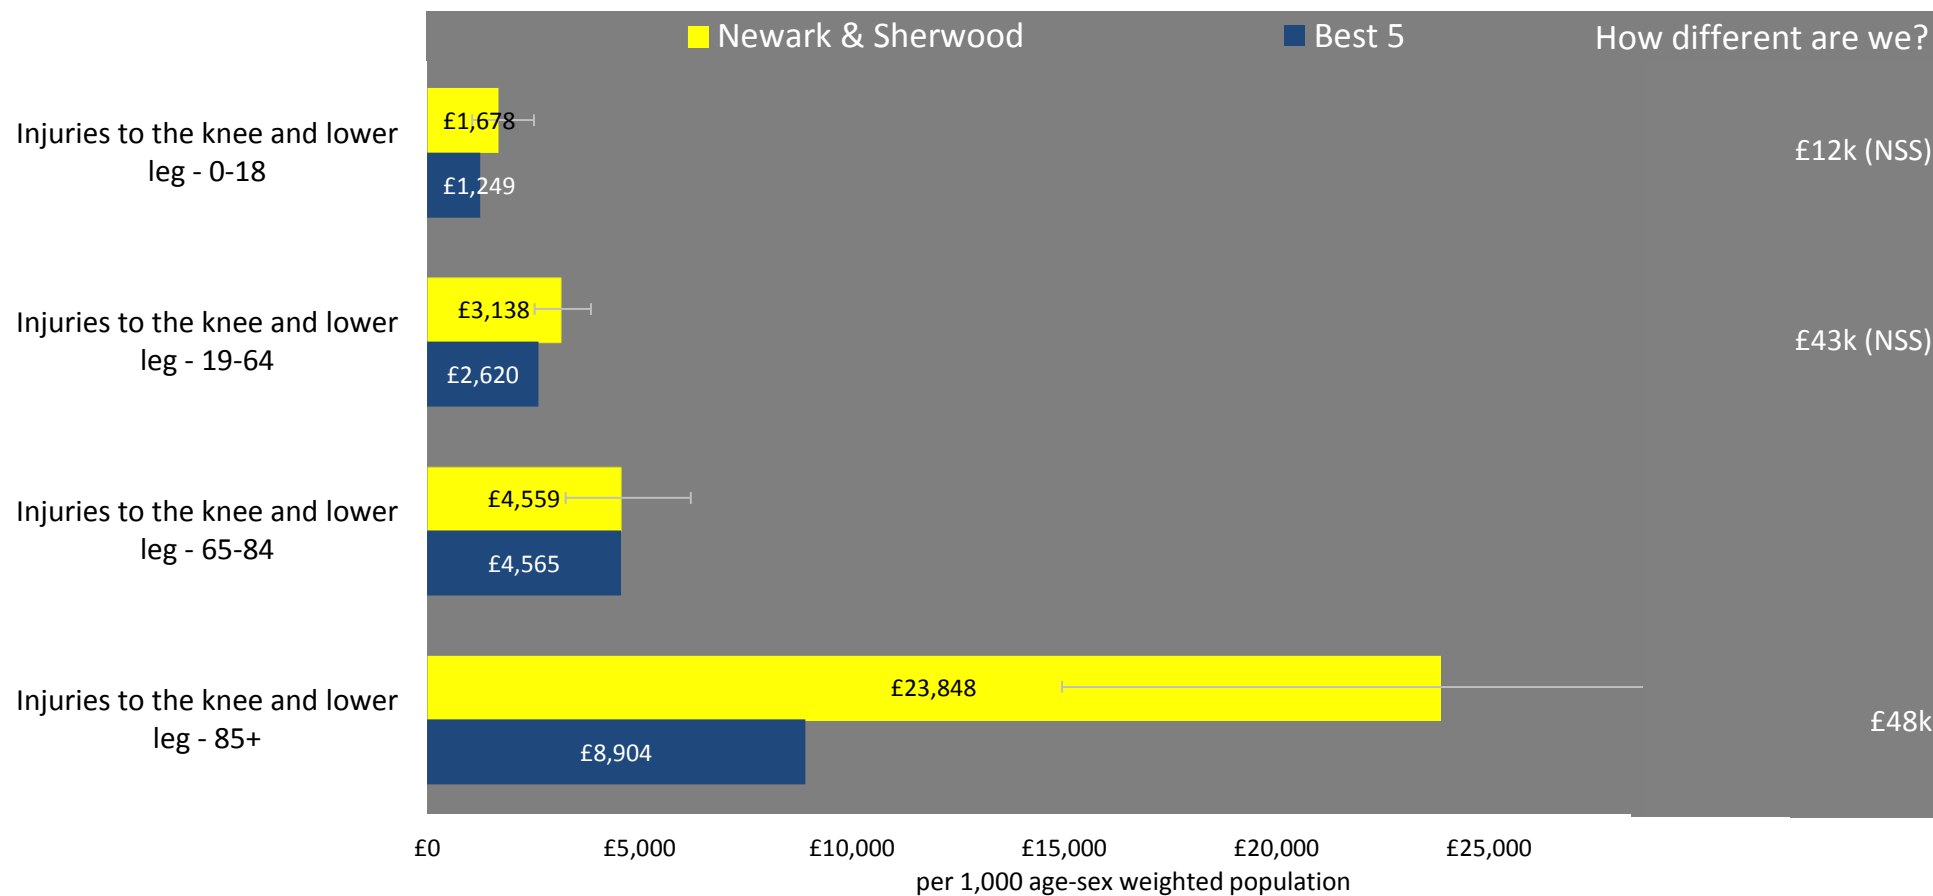 Newark & Sherwood
Best 5
How different are we?
Injuries to the knee and lower
leg - 0-18
£1,678
£1,249
£12k (NSS)
Injuries to the knee and lower
leg - 19-64
£3,138
£2,620
£43k (NSS)
Injuries to the knee and lower
leg - 65-84
£4,559
£4,565
Injuries to the knee and lower
leg - 85+
£23,848
£8,904
£48k
£0
£5,000
£10,000
£15,000
£20,000
£25,000
per 1,000 age-sex weighted population